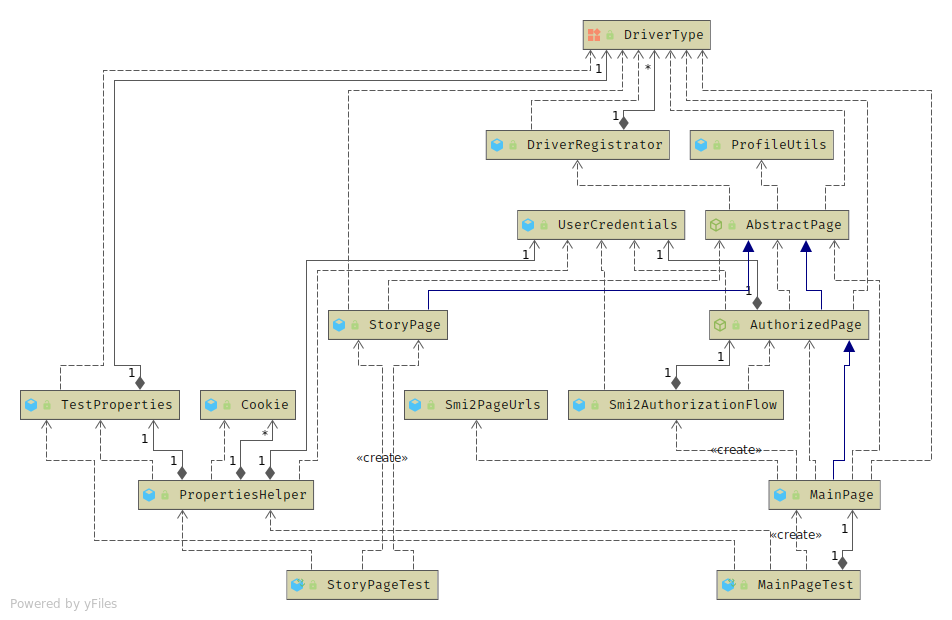 DriverType
1
*
1
DriverRegistrator
ProfileUtils
UserCredentials
AbstractPage
1
1
1
StoryPage
AuthorizedPage
1
1
1
TestProperties
Cookie
Smi2PageUrls
Smi2AuthorizationFlow
1
*
«create»
«create»
1
1
1
PropertiesHelper
MainPage
1
«create»
1
StoryPageTest
MainPageTest
Powered by yFiles